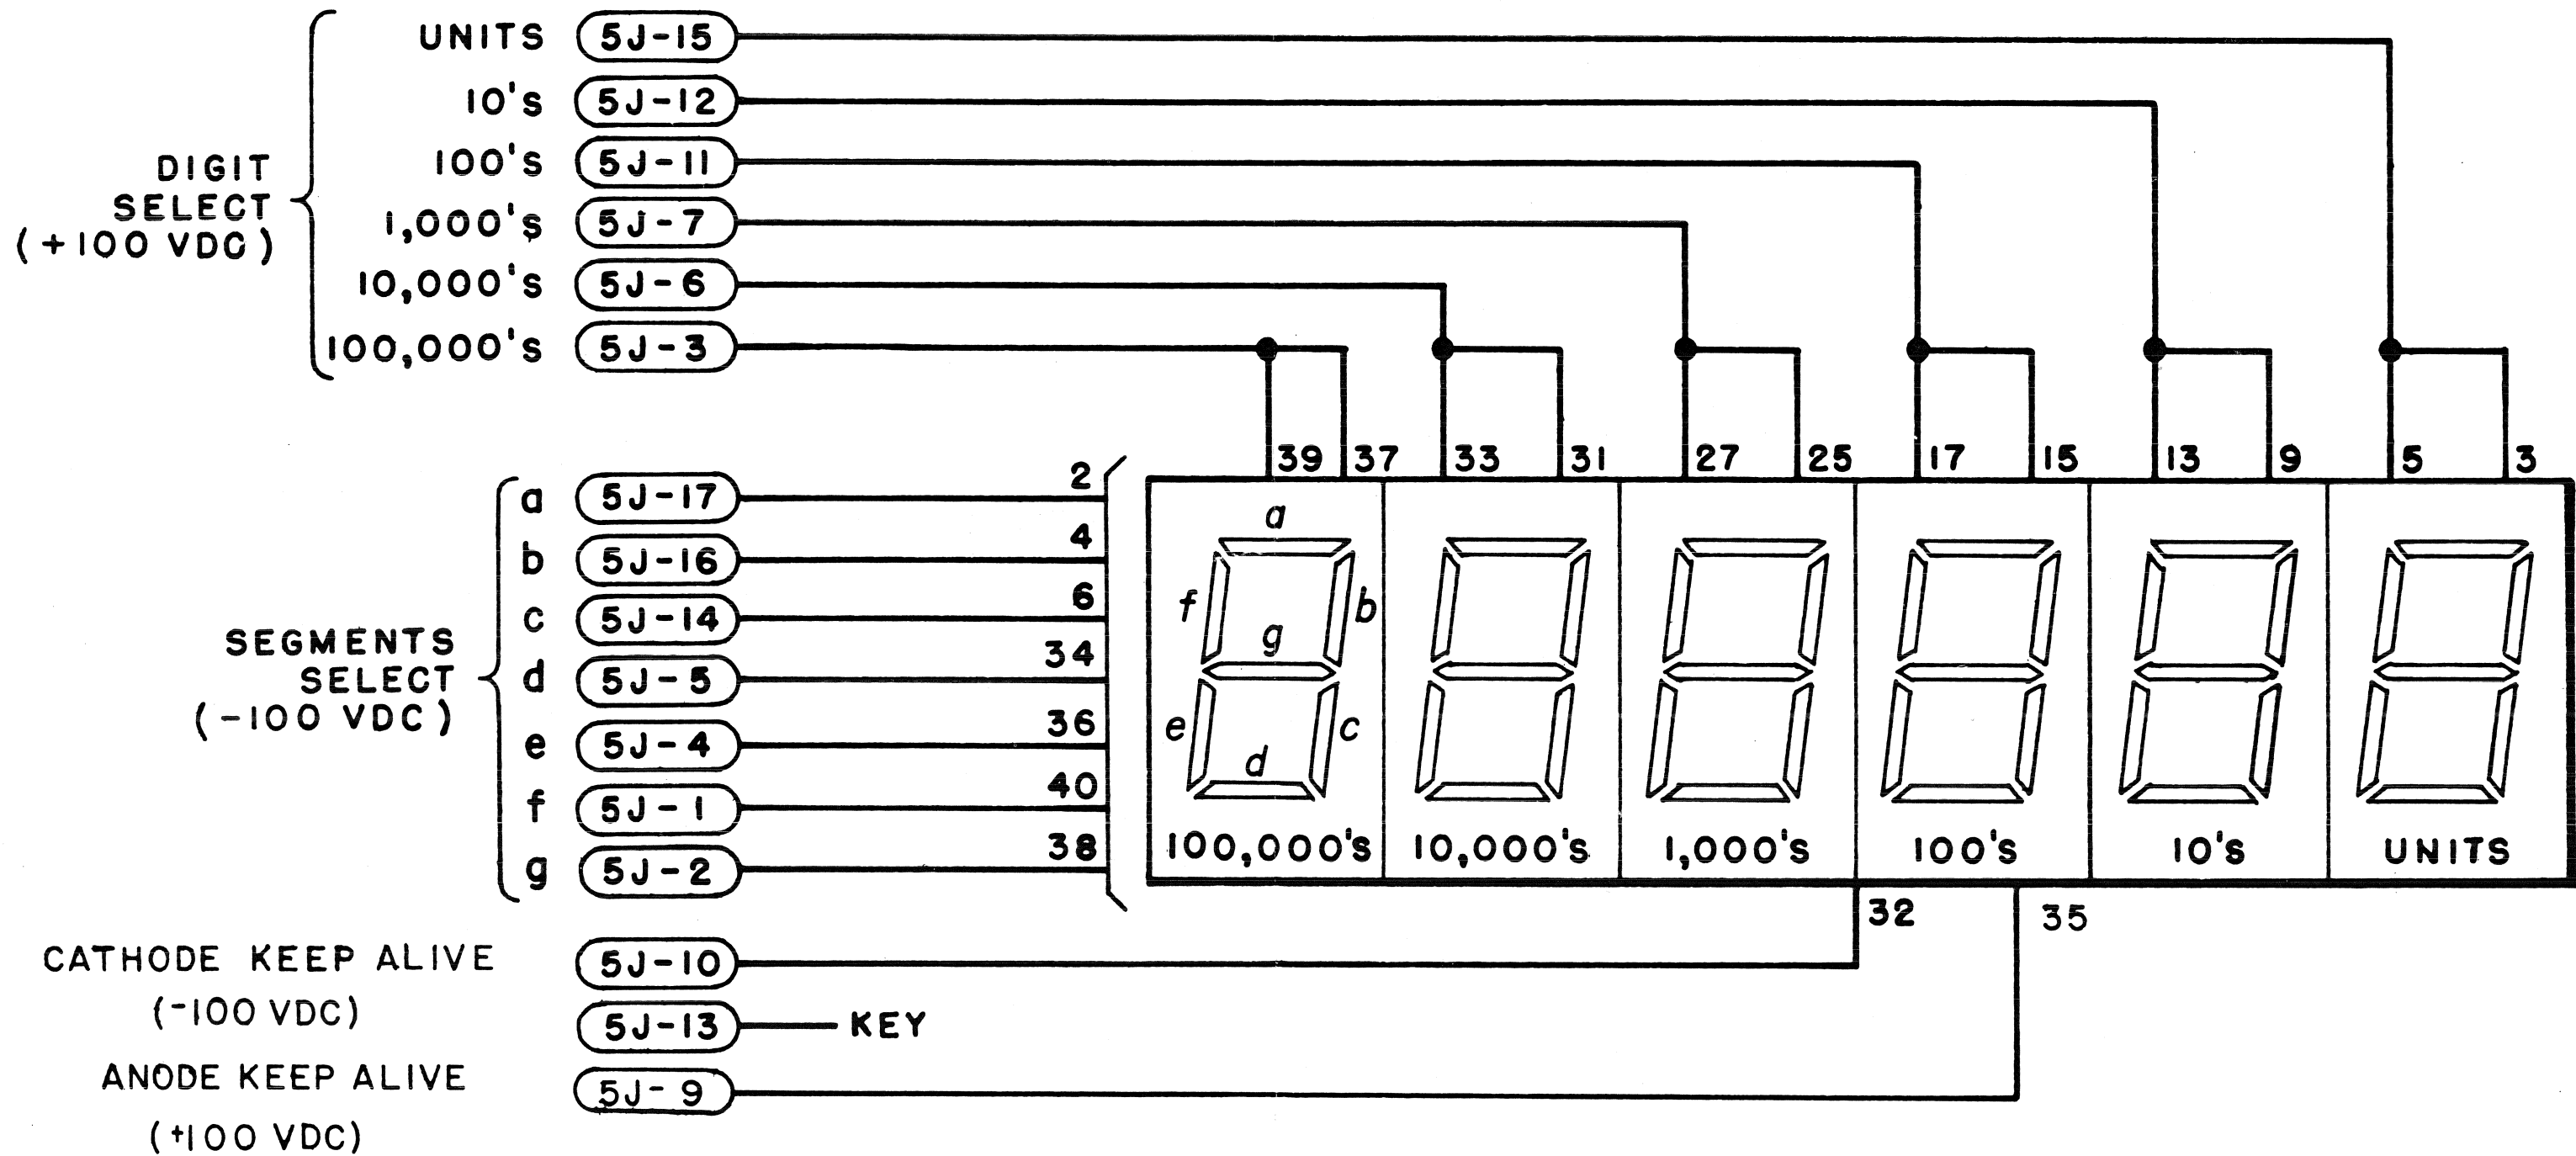 UNITS 5J-15
10's 5J-12
100's 5J-11
1,000's 5J-7
10,000's 5J-6
100,000's 5J-3
DIGIT
SELECT
(+100 VDC)
39 37 33 31 27 25 17 15 13 9 5 3
a 5J-17 2
b 5J-16 4
c 5J-14 6
d 5J-5 34
e 5J-4 36
f 5J-1 40
g 5J-2 38
SEGMENTS
SELECT
(-100 VDC)
a
f b
g
e c
d
100,000's 10,000's 1,000's 100's 10's UNITS
32 35
CATHODE KEEP ALIVE 5J-10
(-100 VDC)
5J-13 KEY
ANODE KEEP ALIVE 5J-9
(+100 VDC)